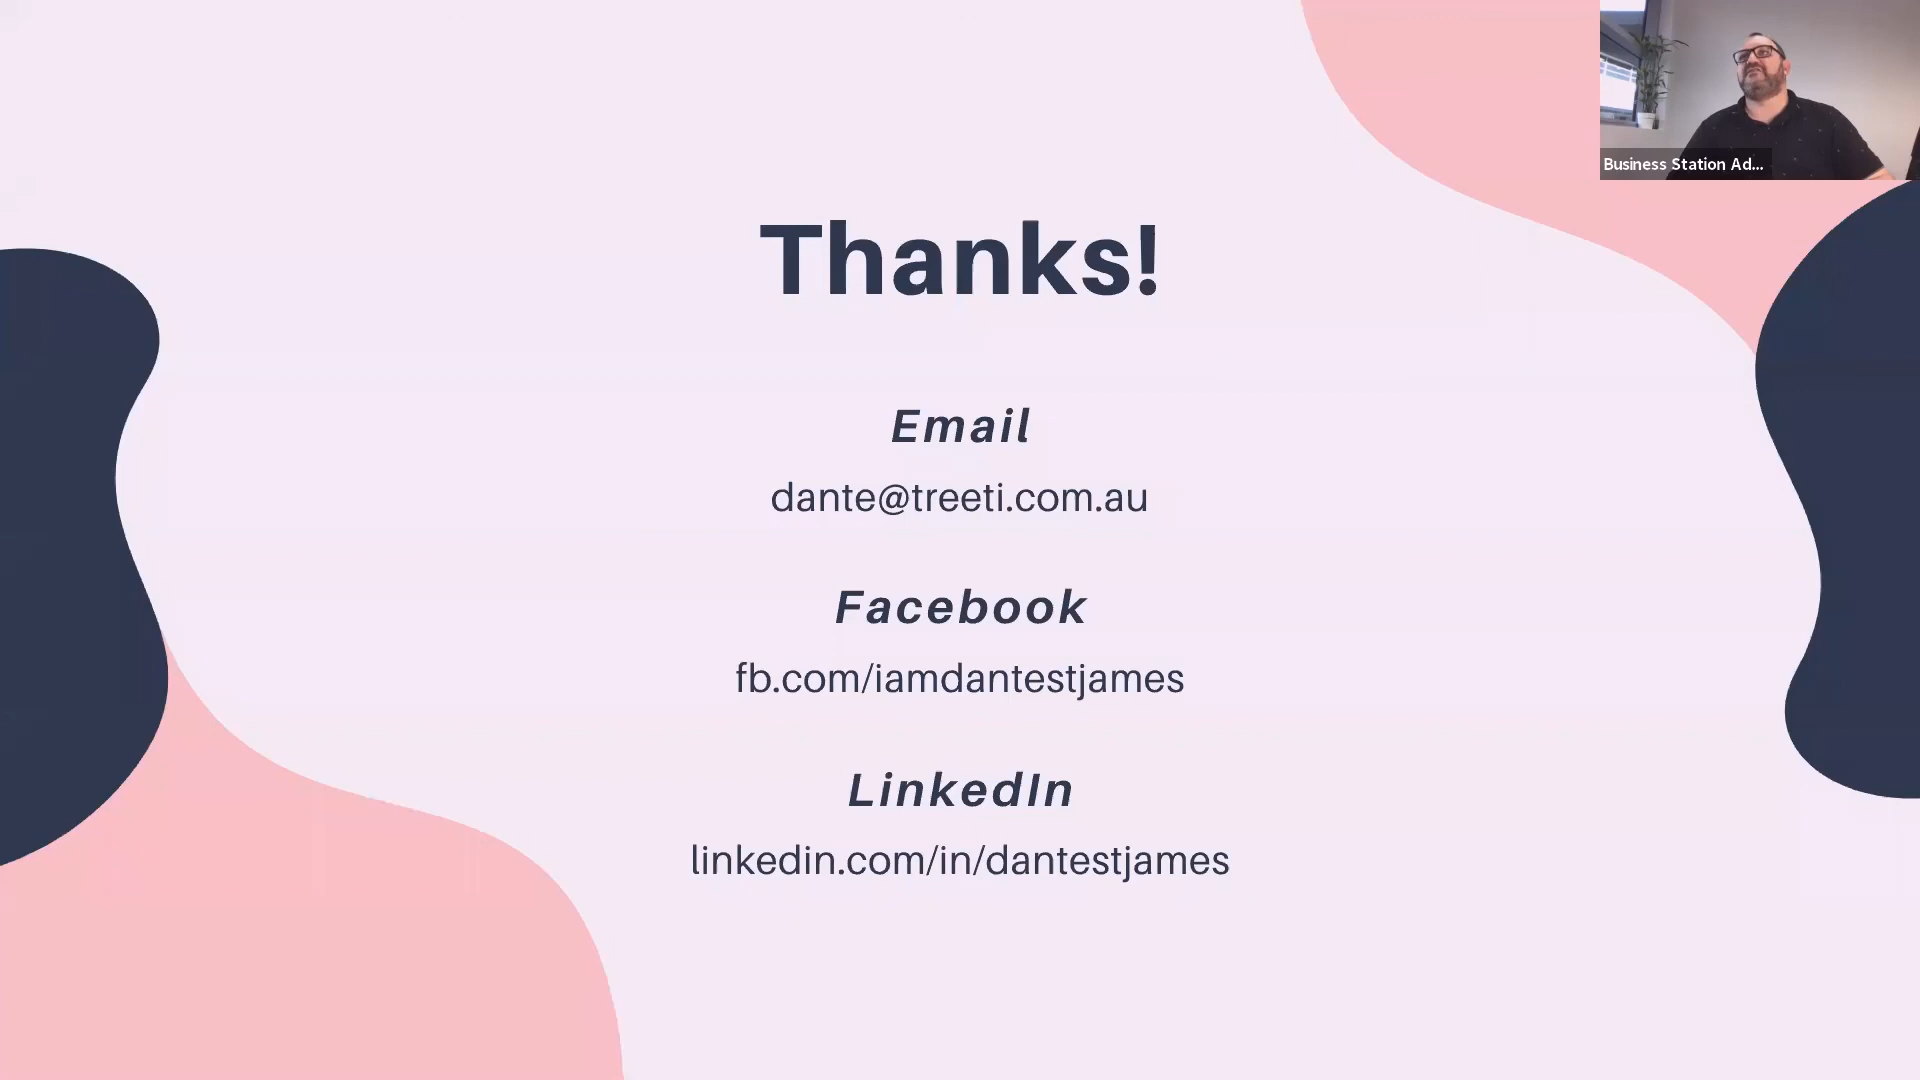 Business Station Ad...
Thanks!
Email
dante@treeti.com.au
Facebook
fb.com/iamdantestjames
LinkedIn
linkedin.com/in/dantestjames